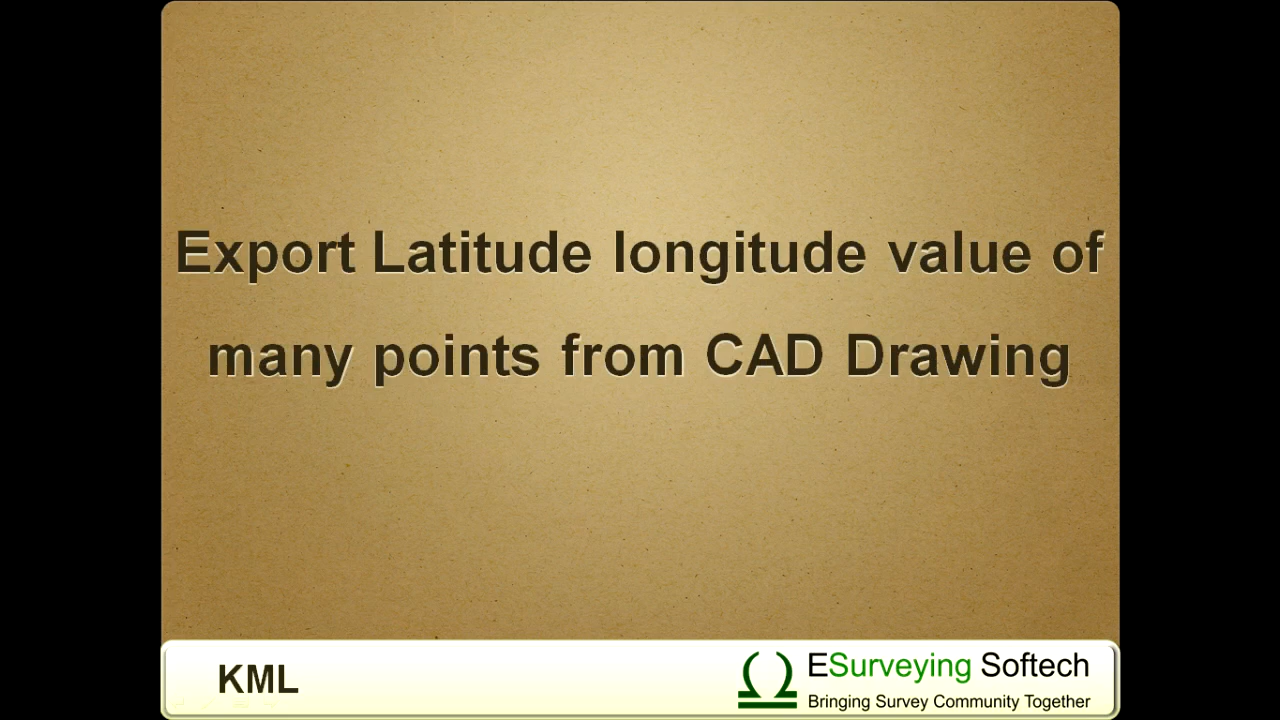 Export Latitude longitude value of
many points from CAD Drawing
KML
ESurveying Softech
Bringing Survey Community Together